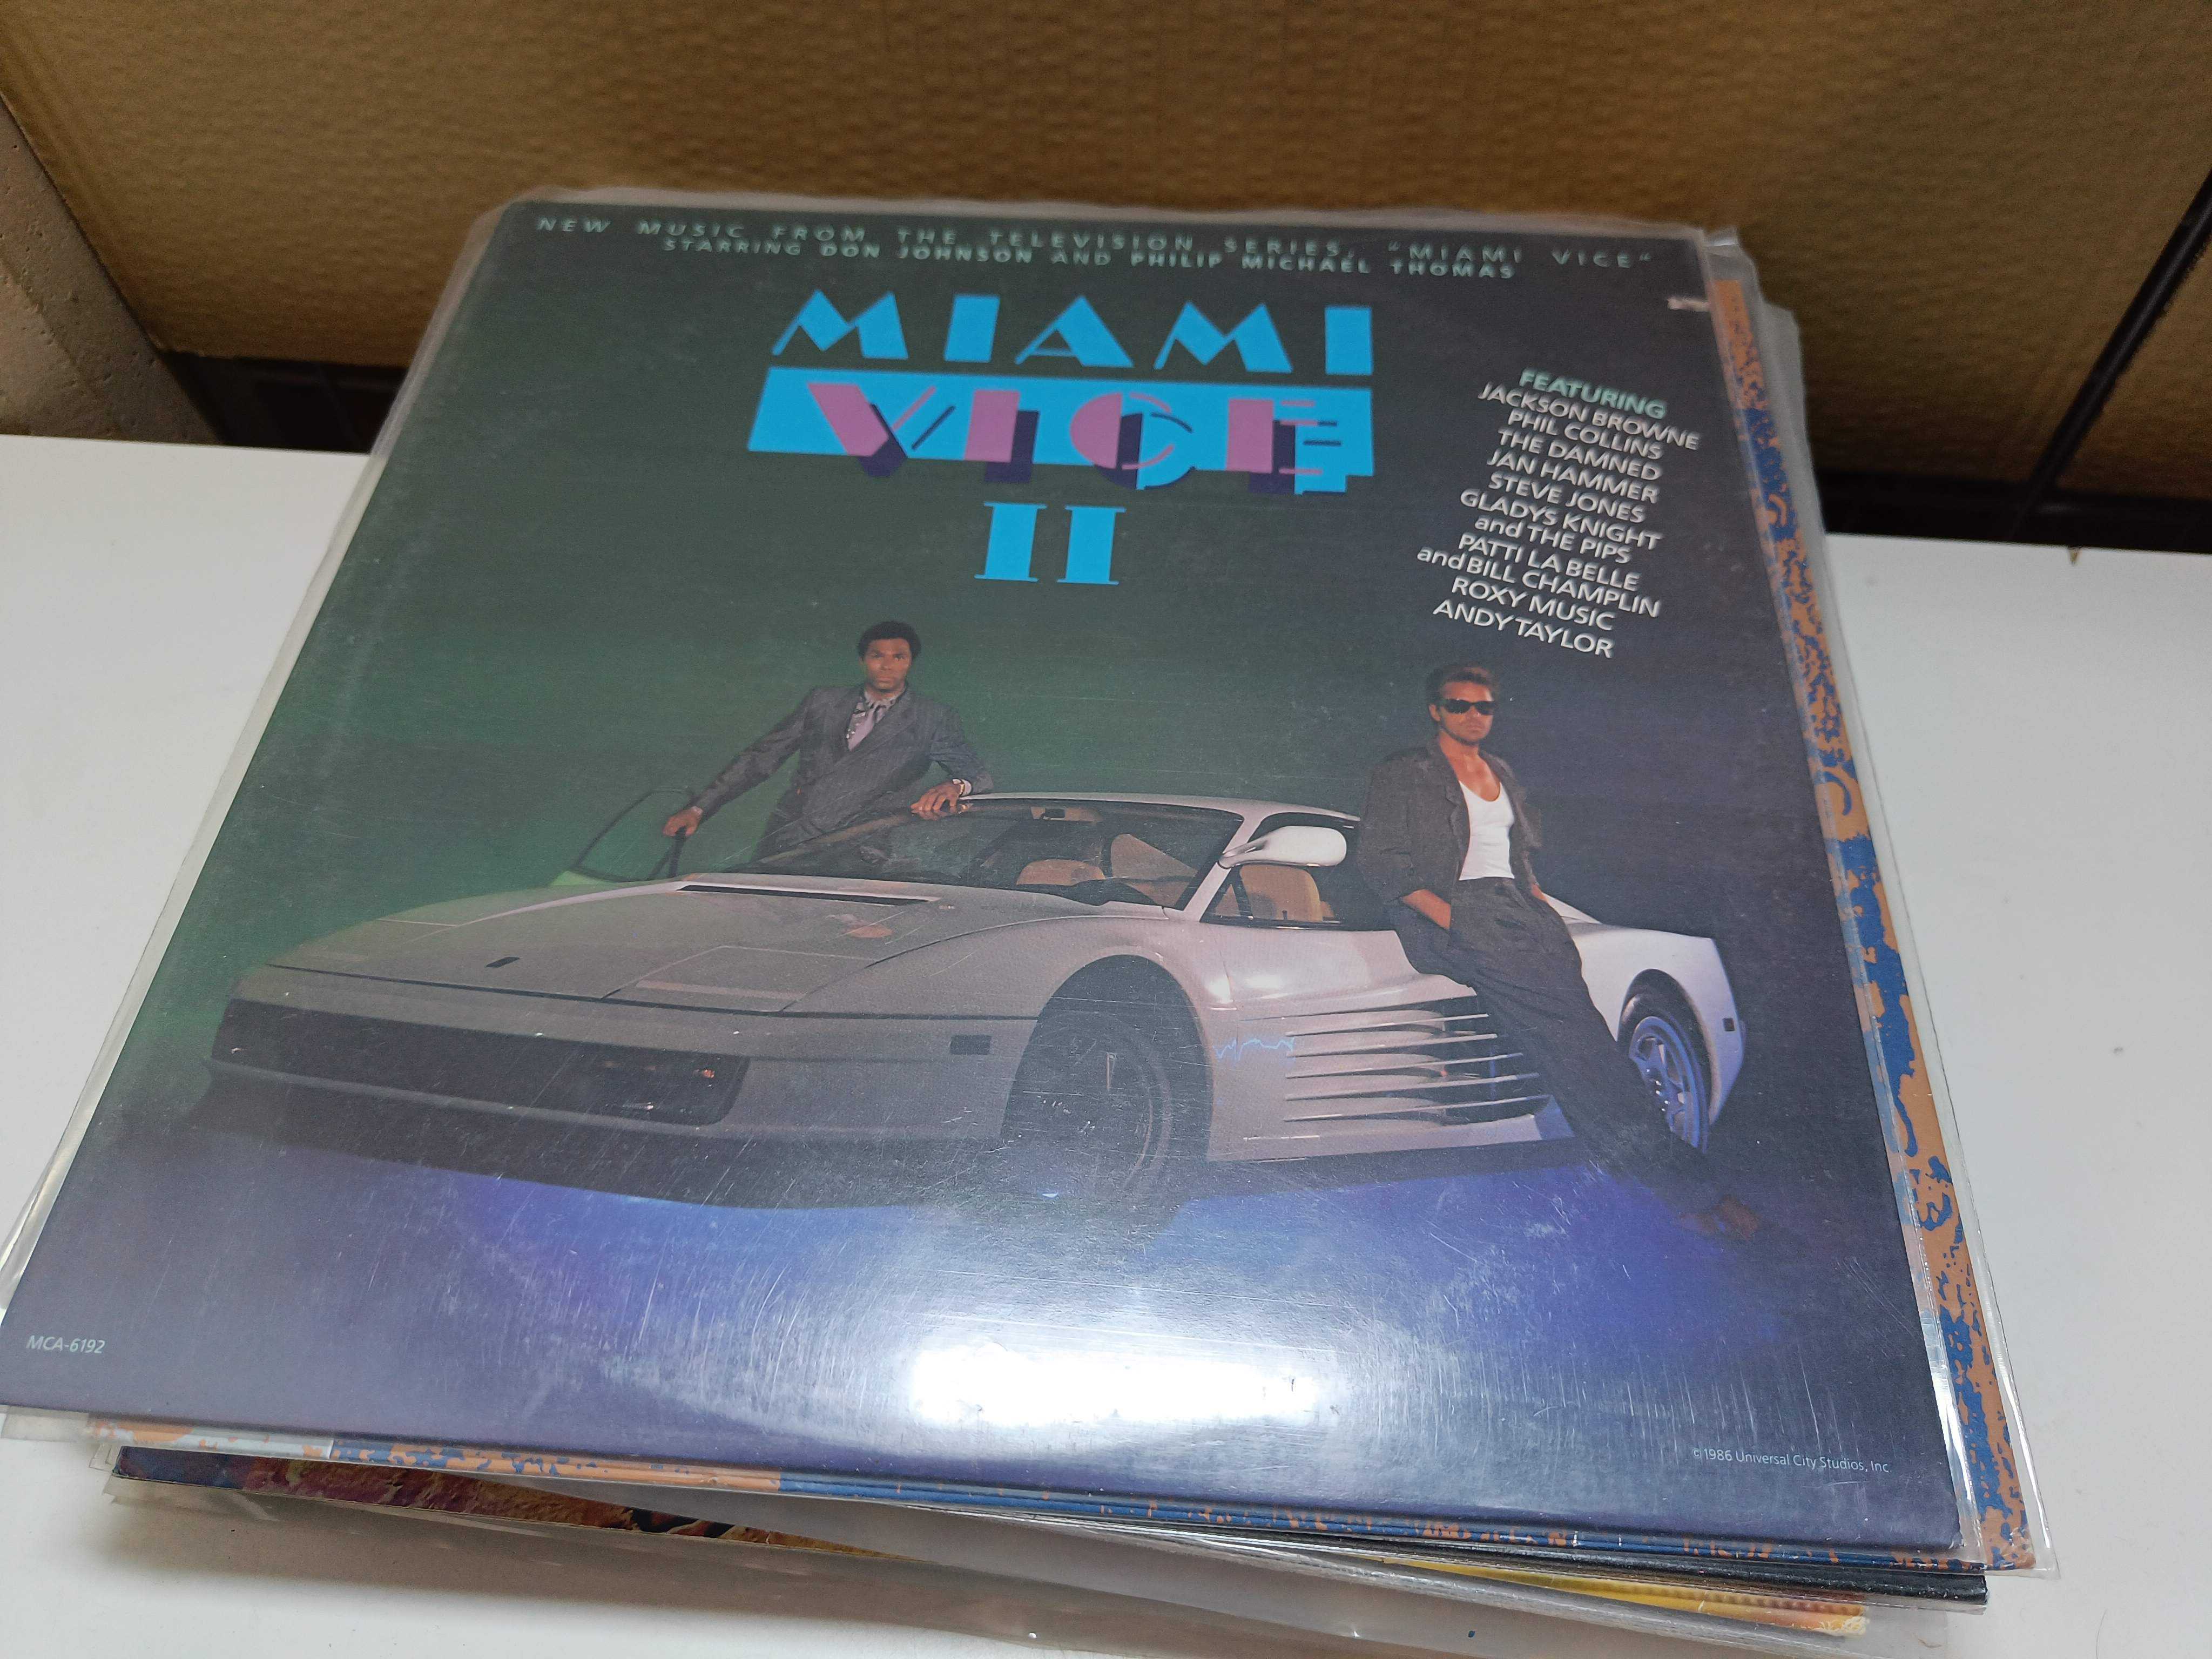 NEW MUSIC FROM THE TELEVISION SERIES, "MIAMI VICE"
STARRING DON JOHNSON AND PHILIP MICHAEL THOMAS
MIAMI
VICE
II
FEATURING
JACKSON BROWNE
PHIL COLLINS
THE DAMNED
JAN HAMMER
STEVE JONES
GLADYS KNIGHT
and THE PIPS
PATTI LA BELLE
and BILL CHAMPLIN
ROXY MUSIC
ANDY TAYLOR
MCA-6192
©1986 Universal City Studios, Inc